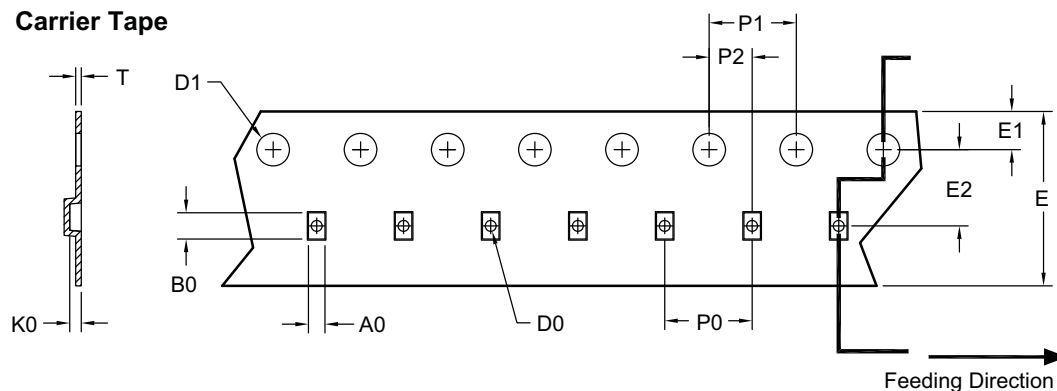 Carrier Tape
P1
P2
T
D1
E1
E2
E
B0
K0
A0
D0
P0
Feeding Direction